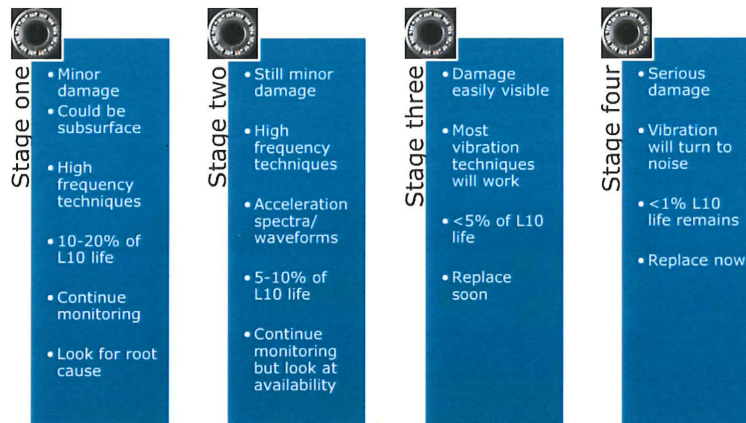 Stage one
• Minor
damage
• Could be
subsurface
• High
frequency
techniques
• 10-20% of
L10 life
• Continue
monitoring
• Look for root
cause
Stage two
• Still minor
damage
• High
frequency
techniques
• Acceleration
spectra/
waveforms
• 5-10% of
L10 life
• Continue
monitoring
but look at
availability
Stage three
• Damage
easily visible
• Most
vibration
techniques
will work
• <5% of L10
life
• Replace
soon
Stage four
• Serious
damage
• Vibration
will turn to
noise
• <1% L10
life remains
• Replace now